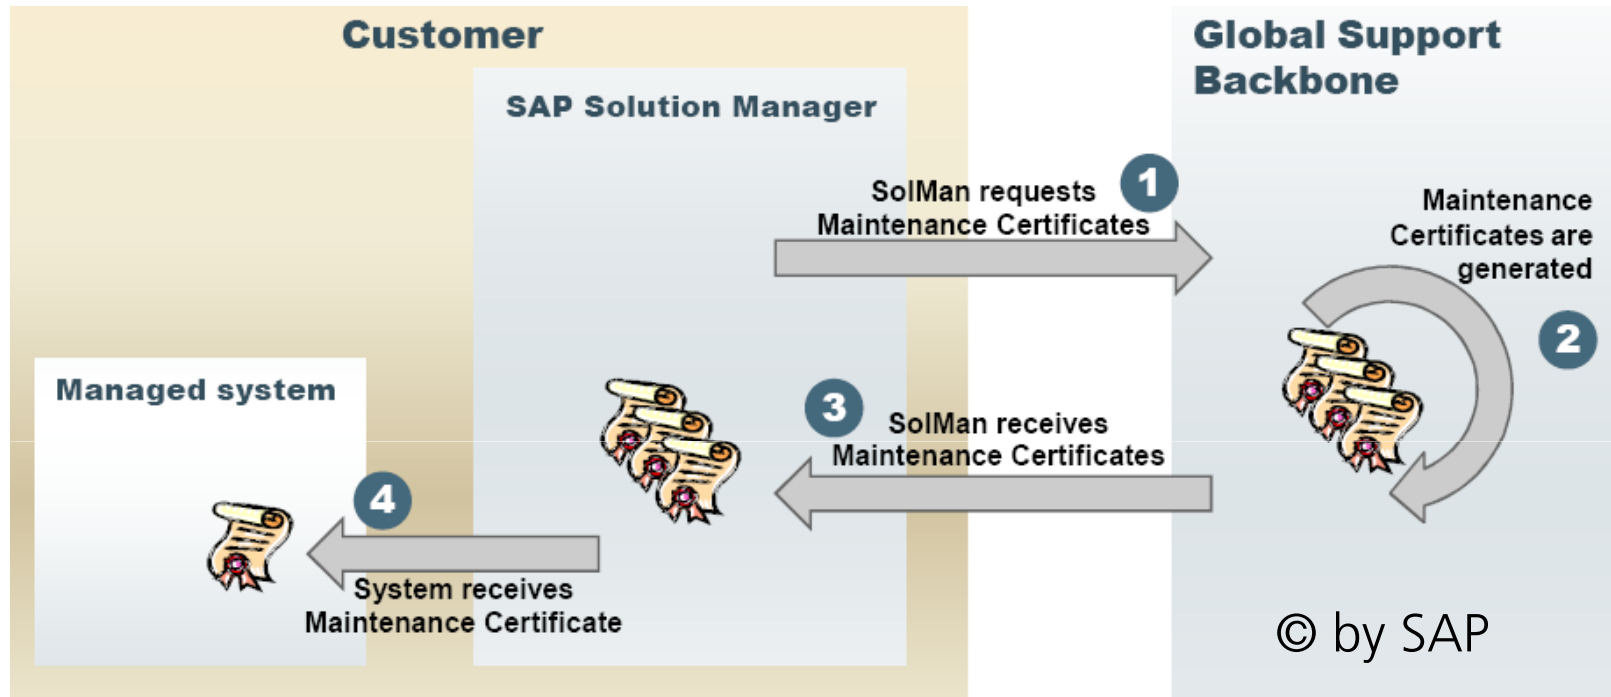 Customer
Global Support
Backbone
SAP Solution Manager
1
SolMan requests
Maintenance Certificates
Maintenance
Certificates are
generated
2
Managed system
3
SolMan receives
Maintenance Certificates
4
System receives
Maintenance Certificate
© by SAP